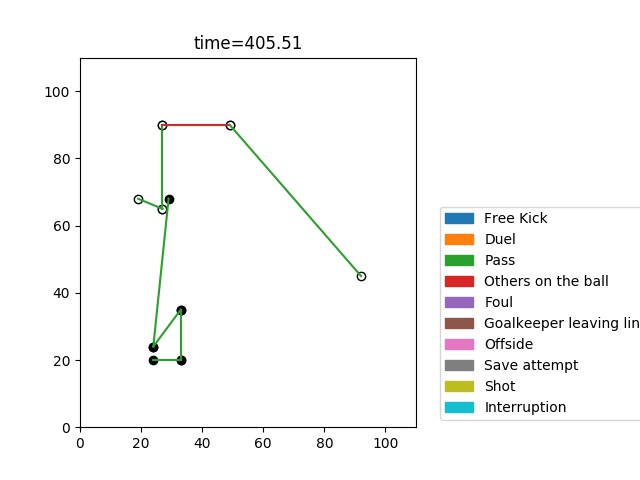 time=405.51
100
80
60
40
20
0
0 20 40 60 80 100
Free Kick
Duel
Pass
Others on the ball
Foul
Goalkeeper leaving lin
Offside
Save attempt
Shot
Interruption